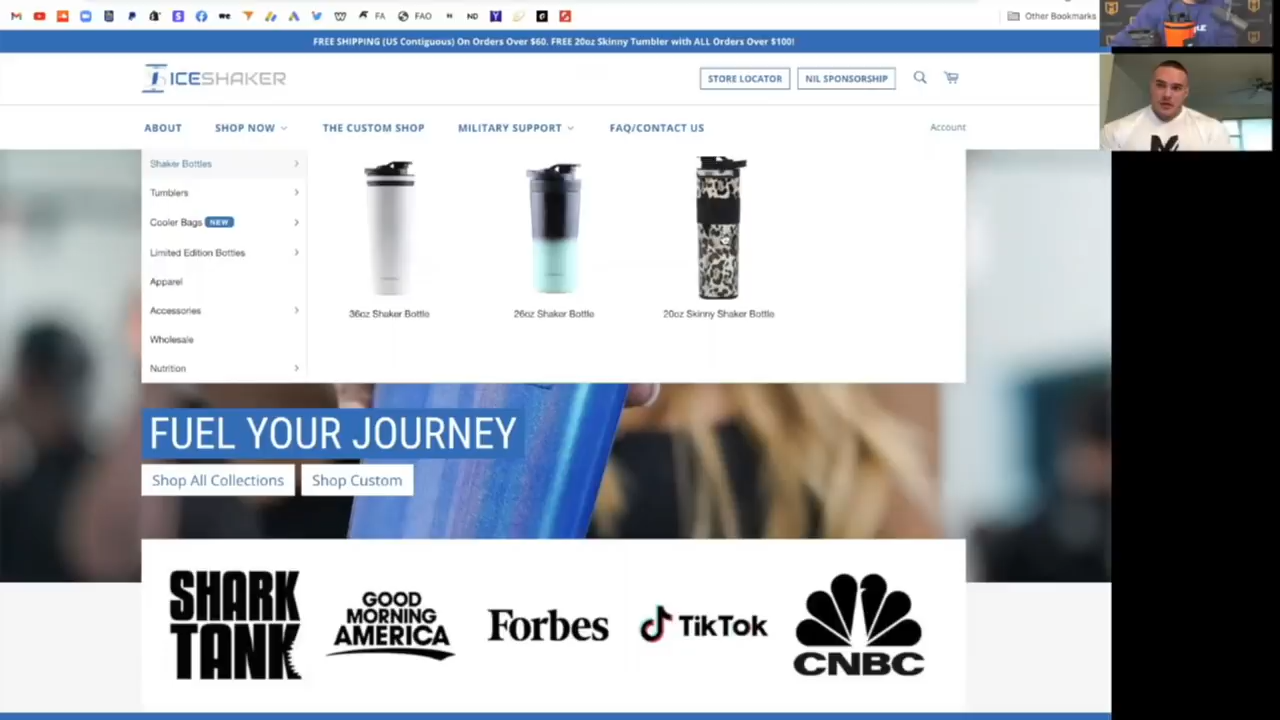 FA
FAO
ND
Other Bookmarks
FREE SHIPPING (US Contiguous) On Orders Over $60. FREE 20oz Skinny Tumbler with ALL Orders Over $100!
ICESHAKER
STORE LOCATOR
NIL SPONSORSHIP
ABOUT
SHOP NOW
THE CUSTOM SHOP
MILITARY SUPPORT
FAQ/CONTACT US
Account
Shaker Bottles
Tumblers
Cooler Bags NEW
Limited Edition Bottles
Apparel
Accessories
Wholesale
Nutrition
36oz Shaker Bottle
26oz Shaker Bottle
20oz Skinny Shaker Bottle
FUEL YOUR JOURNEY
Shop All Collections
Shop Custom
SHARK
TANK
GOOD
MORNING
AMERICA
Forbes
TikTok
CNBC